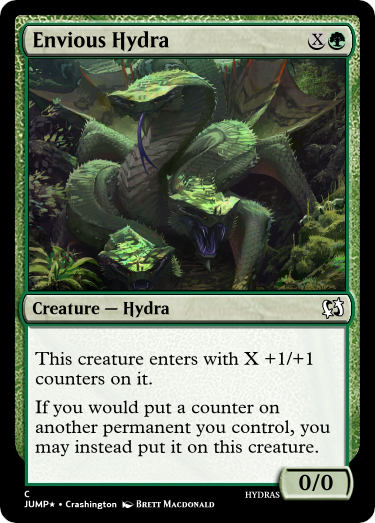 Envious Hydra X
Creature — Hydra
This creature enters with X +1/+1
counters on it.
If you would put a counter on
another permanent you control, you
may instead put it on this creature.
0/0
C
JUMP★ • Crashington Brett Macdonald
HYDRAS